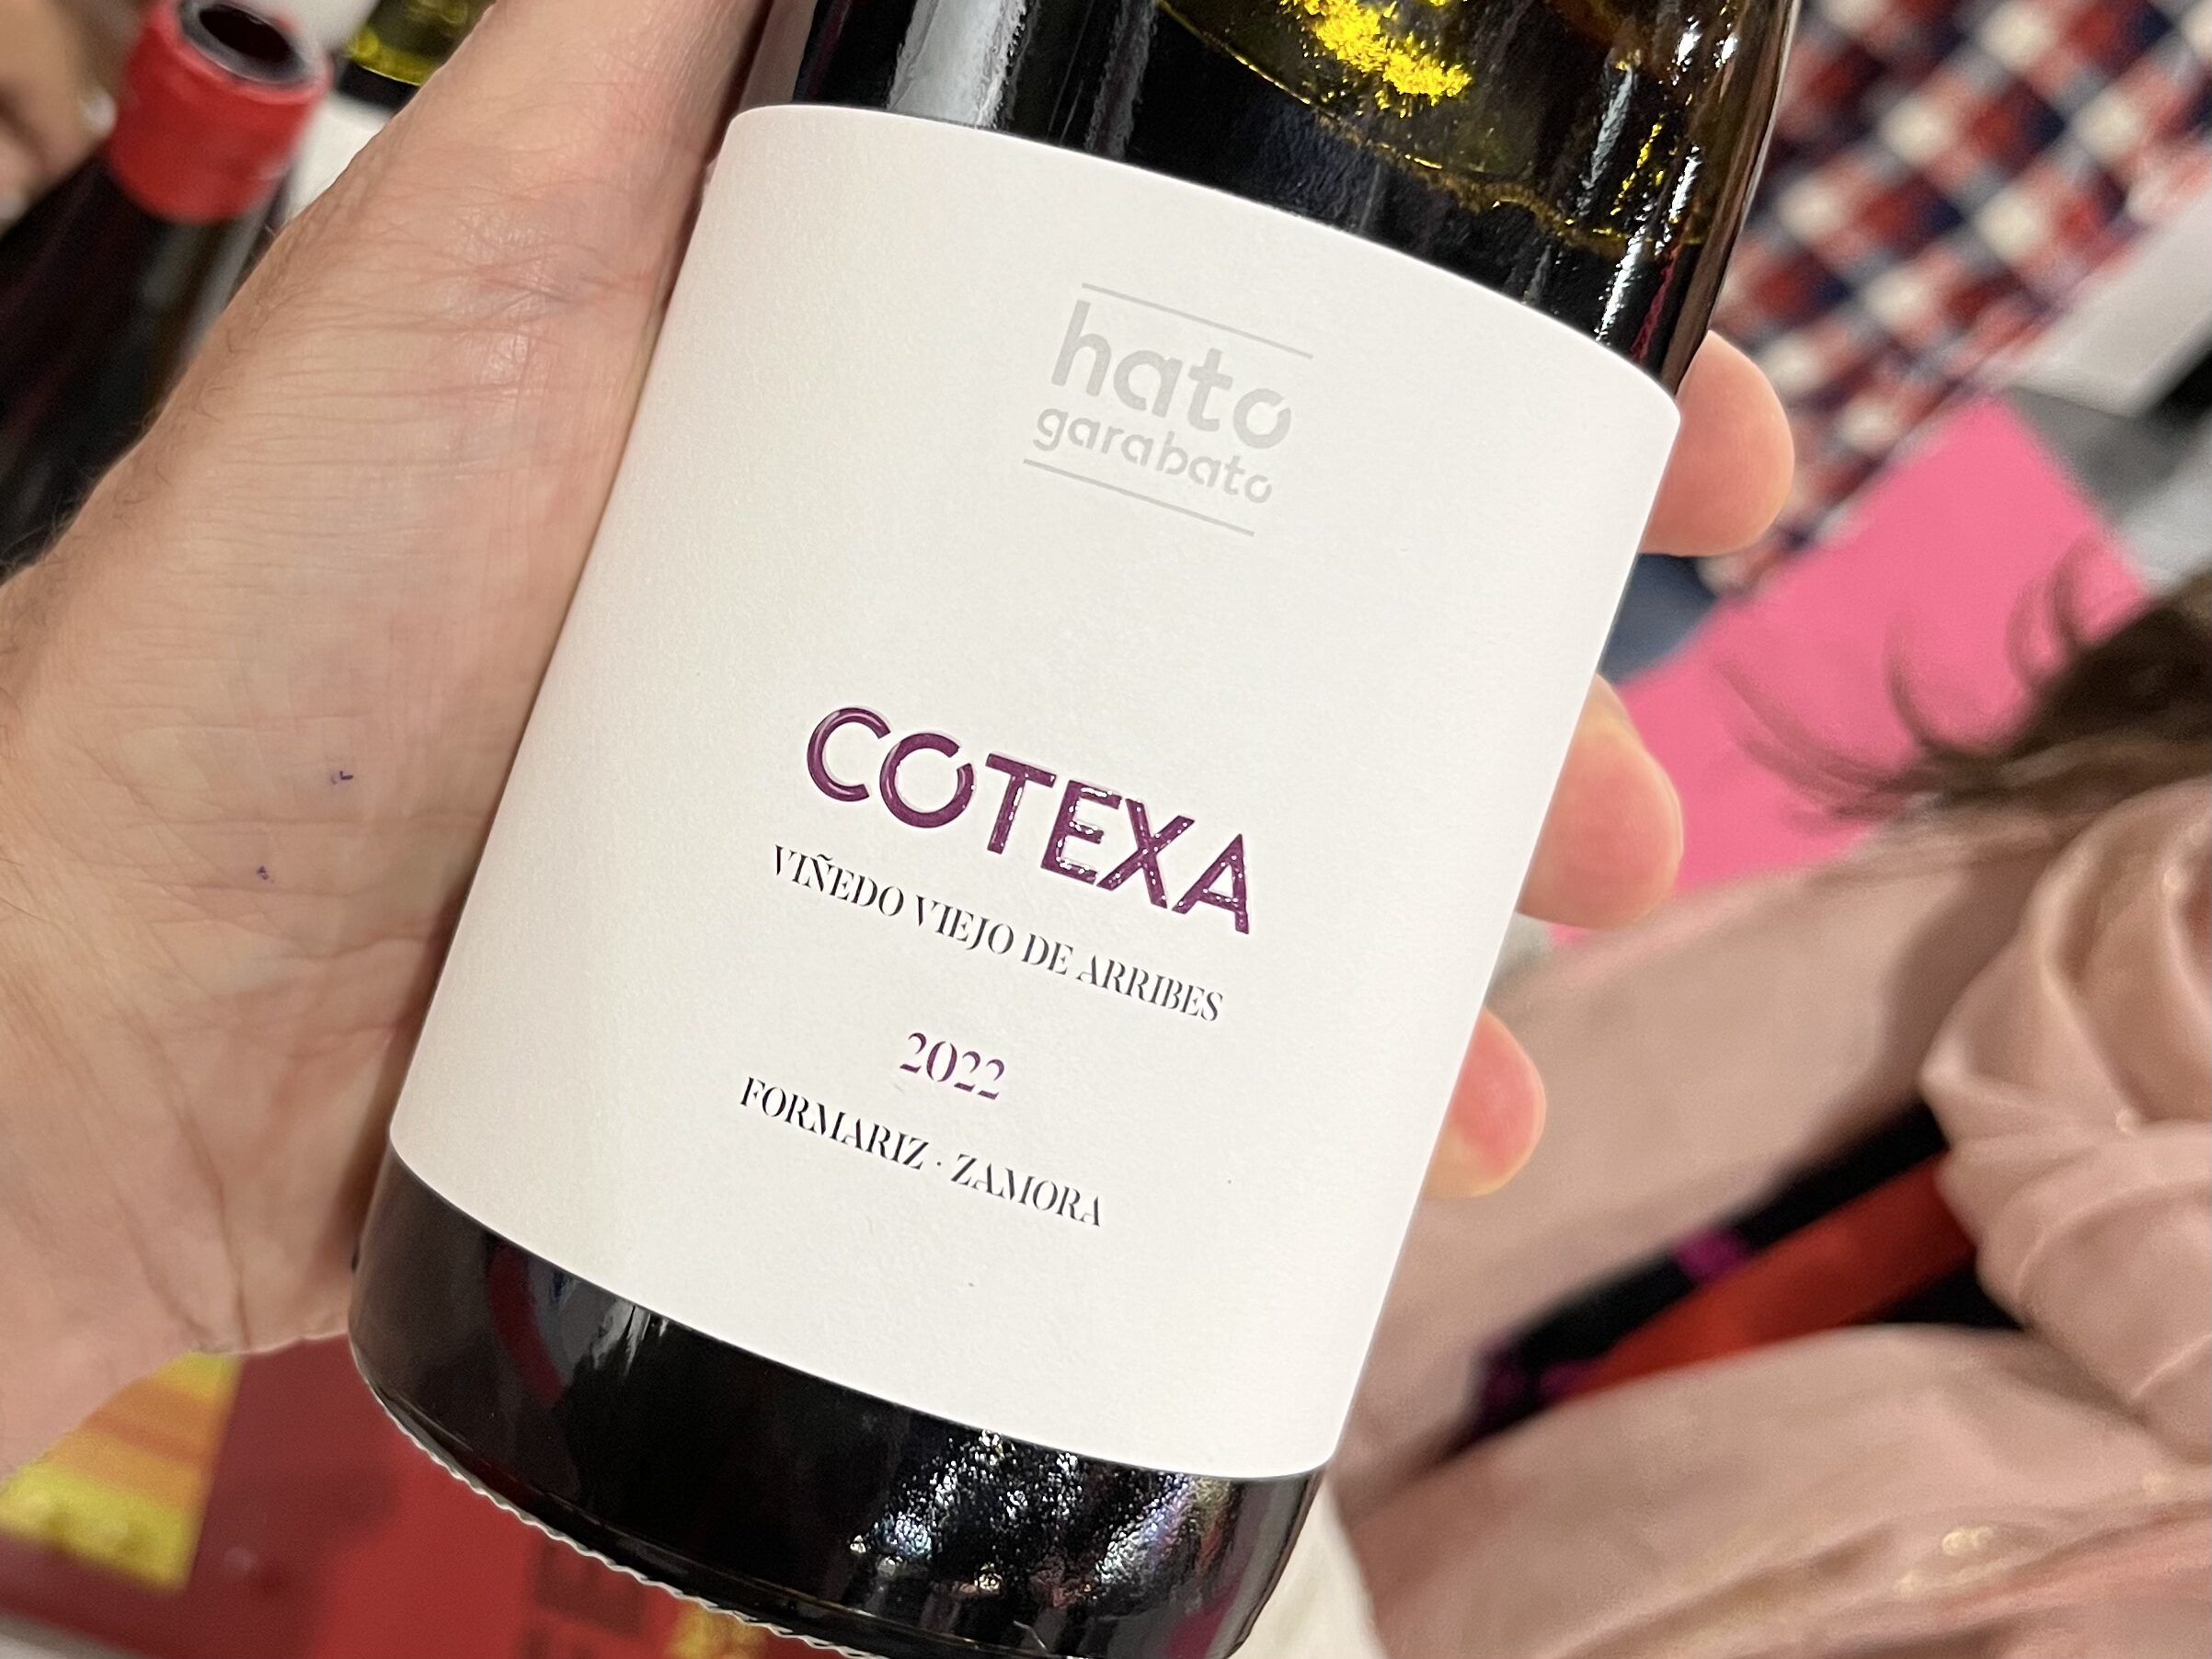 hato
garabato
COTEXA
VIÑEDO VIEJO DE ARRIBES
2022
FORMARIZ · ZAMORA